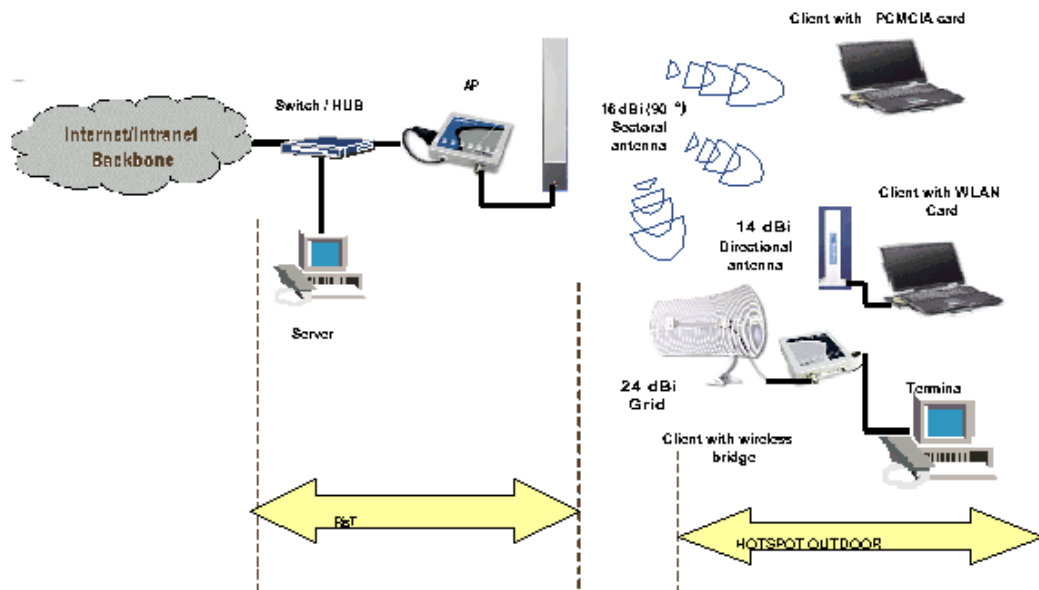 Client with PCMCIA card
AP
Switch / HUB
16 dBi (90 °)
Sectoral
antenna
Internet/Intranet
Backbone
Client with WLAN
Card
14 dBi
Directional
antenna
Server
24 dBi
Grid
Termina
Client with wireless
bridge
HOTSPOT OUTDOOR